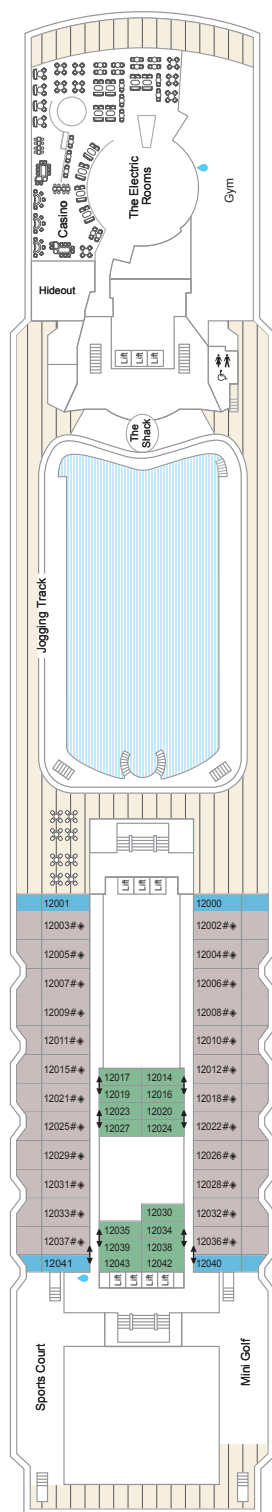 The Electric
Rooms
Casino
Gym
Hideout
Lift
Lift
Lift
The
Shack
Jogging Track
Lift
Lift
Lift
12001
12000
12003#◈
12002#◈
12005#◈
12004#◈
12007#◈
12006#◈
12009#◈
12008#◈
12011#◈
12010#◈
12015#◈
12017
12014
12012#◈
12021#◈
12019
12016
12018#◈
12025#◈
12023
12020
12022#◈
12027
12024
12029#◈
12026#◈
12031#◈
12028#◈
12033#◈
12030
12032#◈
12035
12034
12037#◈
12039
12038
12036#◈
12041
12043
12042
12040
Lift
Lift
Lift
Lift
Sports Court
Mini Golf